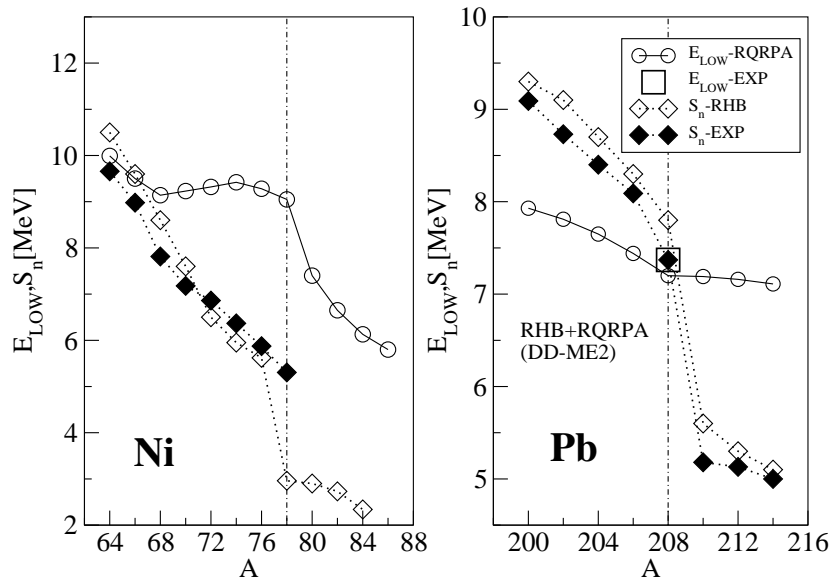 12
10
8
6
4
2
E_LOW,S_n[MeV]
64 68 72 76 80 84 88
A
Ni
10
9
8
7
6
5
E_LOW,S_n[MeV]
200 204 208 212 216
A
E_LOW-RQRPA
E_LOW-EXP
S_n-RHB
S_n-EXP
RHB+RQRPA
(DD-ME2)
Pb